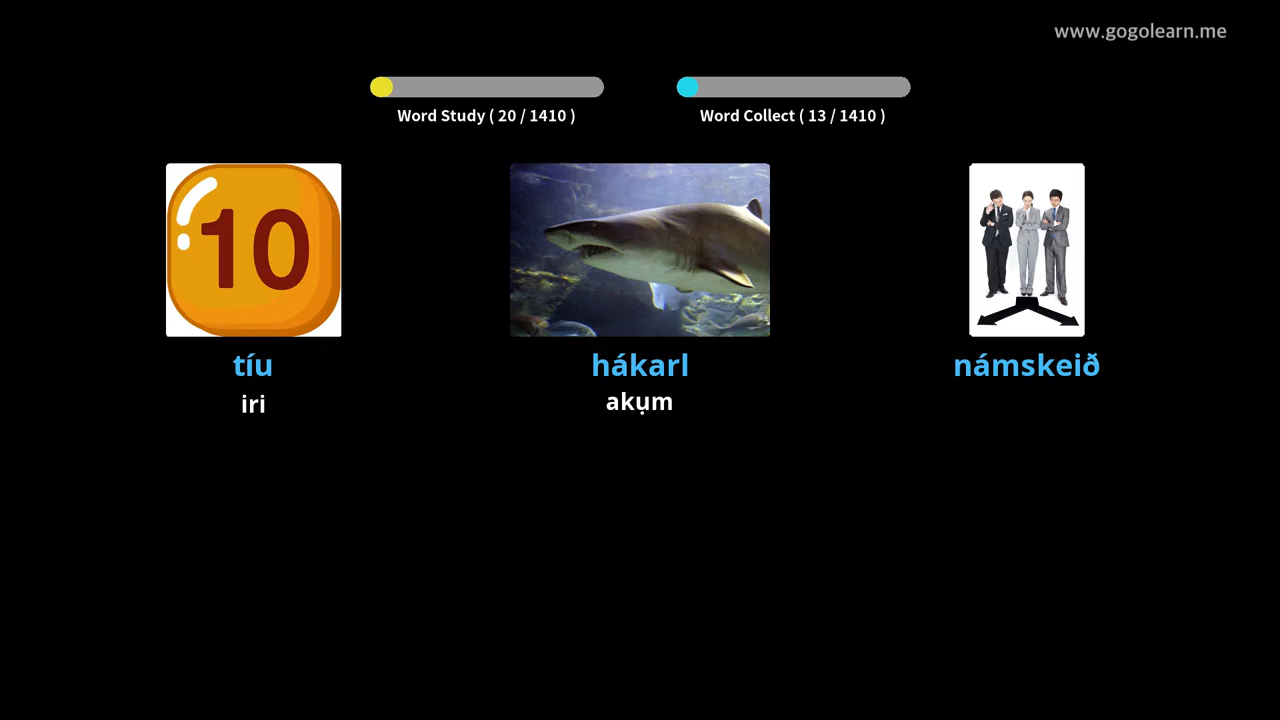 www.gogolearn.me
Word Study ( 20 / 1410 )
Word Collect ( 13 / 1410 )
10
tíu
hákarl
námskeið
iri
akụm